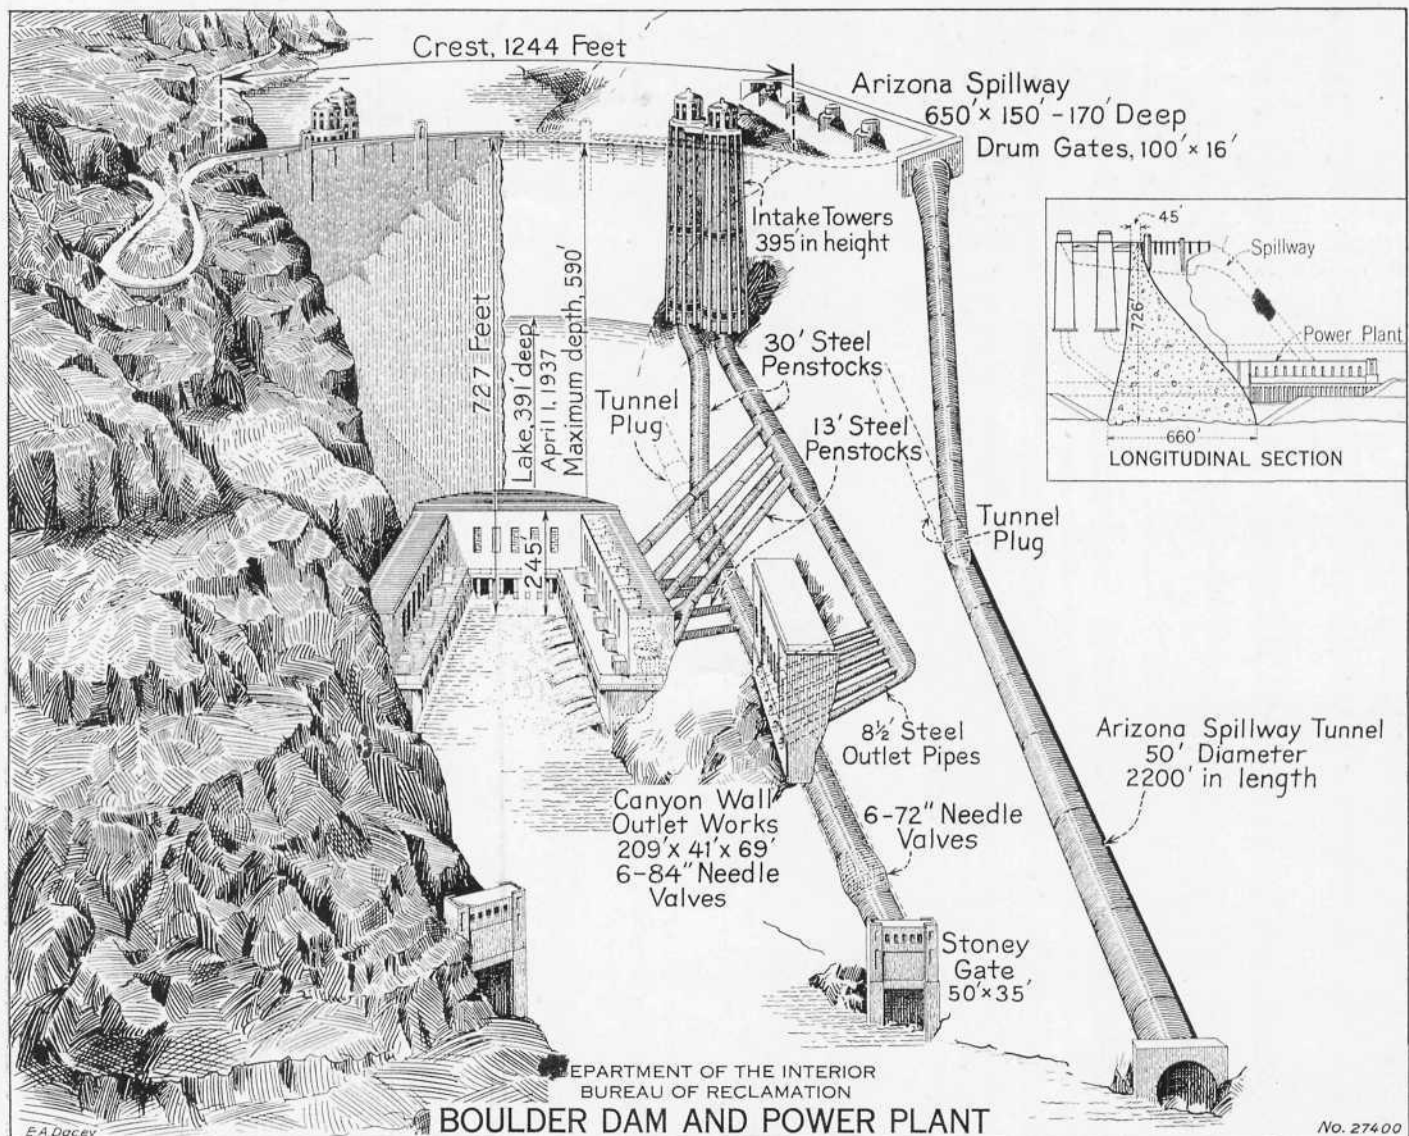 Crest, 1244 Feet
Arizona Spillway
650' x 150' - 170' Deep
Drum Gates, 100' x 16'
Intake Towers
395' in height
727 Feet
Lake, 391' deep
April 1, 1937
Maximum depth, 590'
30' Steel
Penstocks
Tunnel
Plug
13' Steel
Penstocks
45'
Spillway
726'
Power Plant
660'
LONGITUDINAL SECTION
Tunnel
Plug
245'
8½' Steel
Outlet Pipes
Arizona Spillway Tunnel
50' Diameter
2200' in length
Canyon Wall
Outlet Works
209' x 41' x 69'
6-84" Needle
Valves
6-72" Needle
Valves
Stoney
Gate
50' x 35'
EPARTMENT OF THE INTERIOR
BUREAU OF RECLAMATION
BOULDER DAM AND POWER PLANT
E.A. Dacey
No. 27400